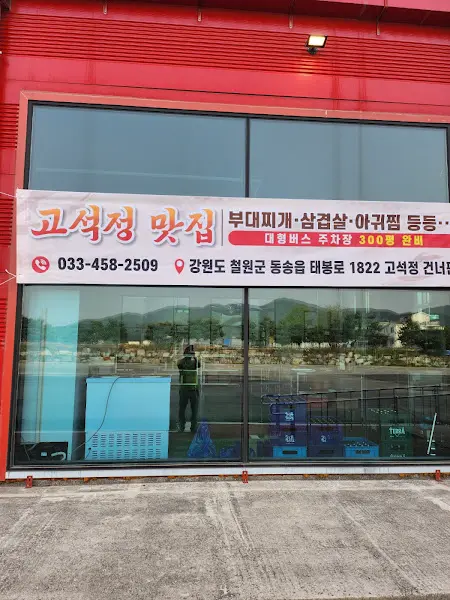 고석정 맛집
부대찌개·삼겹살·아귀찜 등등··
대형버스 주차장 300평 완비
033-458-2509
강원도 철원군 동송읍 태봉로 1822 고석정 건너편
TERRA